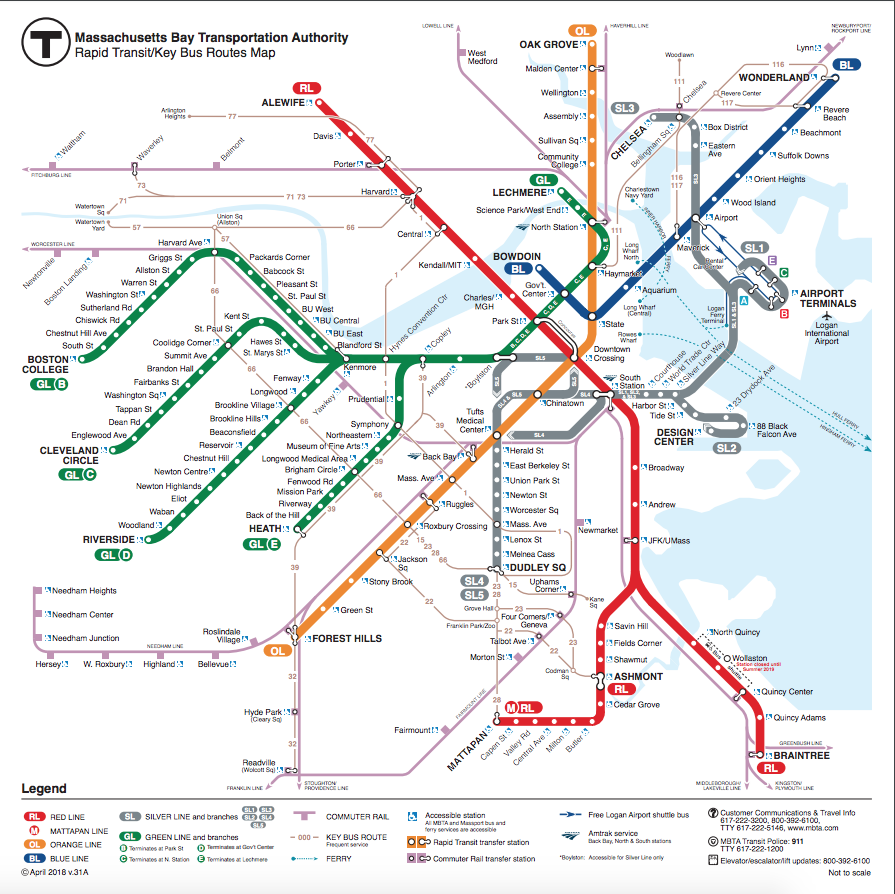 T
Massachusetts Bay Transportation Authority
Rapid Transit/Key Bus Routes Map
LOWELL LINE
OL
HAVERHILL LINE
NEWBURYPORT/
ROCKPORT LINE
OAK GROVE
West
Medford
Malden Center
Wellington
Assembly
Sullivan Sq
Community
College
Woodlawn
111
Chelsea
Lynn
BL
WONDERLAND
116
117
Revere Center
Revere
Beach
Beachmont
Suffolk Downs
Orient Heights
Wood Island
Airport
Maverick
SL3
CHELSEA
Bellingham Sq
Box District
Eastern
Ave
SL3
116
117
111
RL
ALEWIFE
Arlington
Heights
77
77
Davis
Porter
Harvard
Central
Kendall/MIT
Charles/
MGH
Park St
Waltham
Waverley
Belmont
FITCHBURG LINE
73
71
71 73
Watertown
Sq
Watertown
Yard
57
Union Sq
(Allston)
57
66
1
1
GL
LECHMERE
Science Park/West End
North Station
C, E
BOWDOIN
BL
Gov't.
Center
Haymarket
C,E
C,D,E
B,C,D,E
State
Downtown
Crossing
Charlestown
Navy Yard
INNER HARBOR FERRY
Long
Wharf
North
Aquarium
Long Wharf
(Central)
Rowes
Wharf
Rental
Car Center
SL1
E
C
A
B
AIRPORT
TERMINALS
Logan
International
Airport
Logan
Ferry
Terminal
SL1 & SL3
WORCESTER LINE
Newtonville
Boston Landing
Harvard Ave
Griggs St
Allston St
Warren St
Washington St
Sutherland Rd
Chiswick Rd
Chestnut Hill Ave
South St
BOSTON
COLLEGE
GL B
Packards Corner
Babcock St
Pleasant St
St. Paul St
BU West
BU Central
BU East
Blandford St
Kenmore
Hynes Convention Ctr
Copley
Arlington
*Boylston
66
Kent St
St. Paul St
Coolidge Corner
Summit Ave
Brandon Hall
Fairbanks St
Washington Sq
Tappan St
Dean Rd
Englewood Ave
CLEVELAND
CIRCLE
GL C
Hawes St
St. Marys St
Fenway
Longwood
Brookline Village
Brookline Hills
Beaconsfield
Reservoir
Chestnut Hill
Newton Centre
Newton Highlands
Eliot
Waban
Woodland
RIVERSIDE
GL D
66
66
Yawkey
Prudential
Symphony
Northeastern
Museum of Fine Arts
Longwood Medical Area
Brigham Circle
Fenwood Rd
Mission Park
Riverway
Back of the Hill
HEATH
GL E
39
39
39
39
66
Back Bay
Mass. Ave
Ruggles
Roxbury Crossing
Jackson
Sq
Stony Brook
Green St
FOREST HILLS
OL
SL5
SL4 & SL5
SL4
Chinatown
Tufts
Medical
Center
South
Station
Courthouse
World Trade Ctr
Silver Line Way
Harbor St
Tide St
DESIGN
CENTER
SL2
23 Drydock Ave
88 Black
Falcon Ave
HULL FERRY
HINGHAM FERRY
Herald St
East Berkeley St
Union Park St
Newton St
Worcester Sq
Mass. Ave
Lenox St
Melnea Cass
DUDLEY SQ
SL4
SL5
1
1
22
15
23
28
66
22
23
15
28
Grove Hall
Franklin Park/Zoo
23
22
Uphams
Corner
Kane
Sq
Four Corners/
Geneva
Talbot Ave
Morton St
23
22
Codman
Sq
28
Newmarket
Broadway
Andrew
JFK/UMass
Savin Hill
Fields Corner
Shawmut
ASHMONT
RL
Cedar Grove
M RL
MATTAPAN
Capen St
Valley Rd
Central Ave
Milton
Butler
North Quincy
Bus shuttle
Wollaston
Station closed until
Summer 2019
Quincy Center
Quincy Adams
BRAINTREE
RL
GREENBUSH LINE
MIDDLEBOROUGH/
LAKEVILLE LINE
KINGSTON/
PLYMOUTH LINE
Needham Heights
Needham Center
Needham Junction
Hersey
W. Roxbury
Highland
Bellevue
NEEDHAM LINE
Roslindale
Village
39
32
Hyde Park
(Cleary Sq)
32
Readville
(Wolcott Sq)
Fairmount
FAIRMOUNT LINE
FRANKLIN LINE
STOUGHTON/
PROVIDENCE LINE
Legend
RL RED LINE
M MATTAPAN LINE
OL ORANGE LINE
BL BLUE LINE
SL SILVER LINE and branches
SL1 SL2 SL3 SL4 SL5
GL GREEN LINE and branches
B Terminates at Park St
D Terminates at Gov't Center
C Terminates at N. Station
E Terminates at Lechmere
COMMUTER RAIL
000 KEY BUS ROUTE
Frequent service
FERRY
Accessible station
All MBTA and Massport bus and
ferry services are accessible
Rapid Transit transfer station
Commuter Rail transfer station
Free Logan Airport shuttle bus
Amtrak service
Back Bay, North & South stations
*Boylston: Accessible for Silver Line only
Customer Communications & Travel Info
617-222-3200, 800-392-6100,
TTY 617-222-5146, www.mbta.com
MBTA Transit Police: 911
TTY 617-222-1200
Elevator/escalator/lift updates: 800-392-6100
©April 2018 v.31A
Not to scale